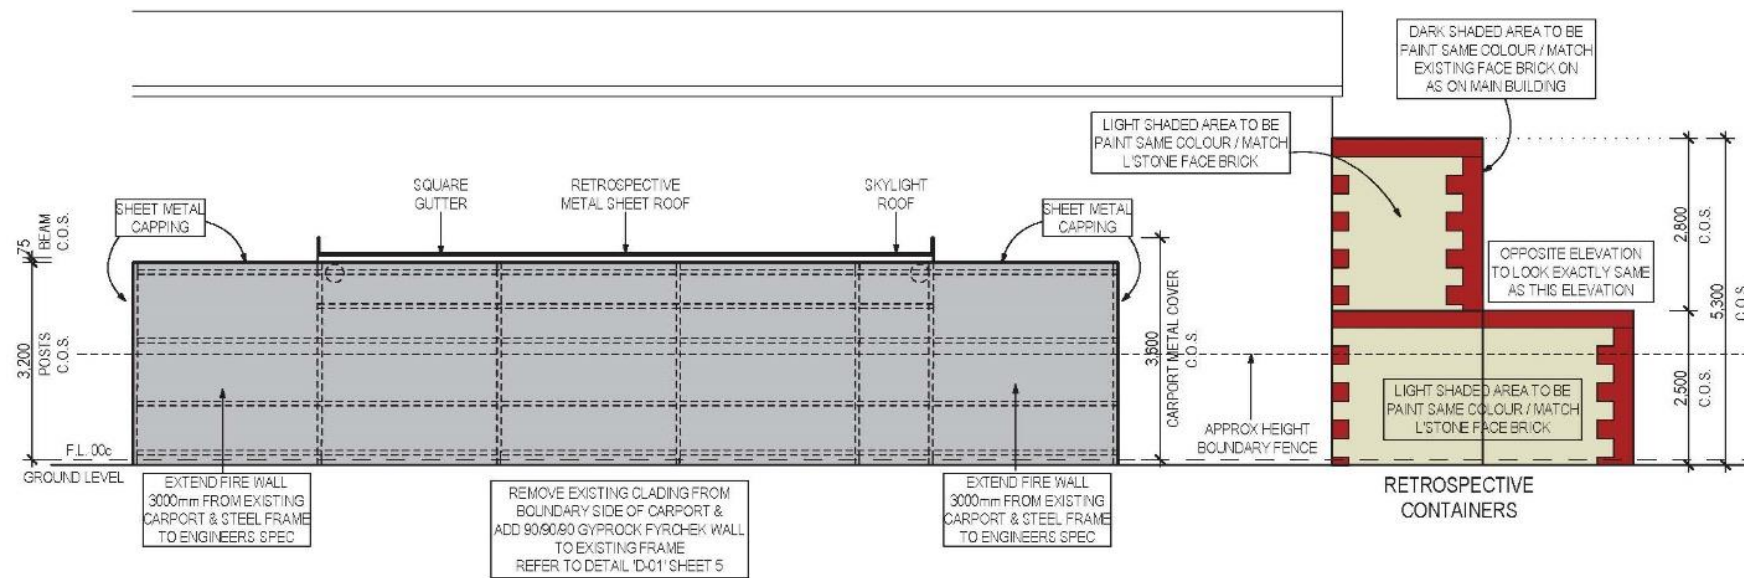 DARK SHADED AREA TO BE
PAINT SAME COLOUR / MATCH
EXISTING FACE BRICK ON
AS ON MAIN BUILDING
LIGHT SHADED AREA TO BE
PAINT SAME COLOUR / MATCH
L'STONE FACE BRICK
SHEET METAL
CAPPING
SQUARE
GUTTER
RETROSPECTIVE
METAL SHEET ROOF
SKYLIGHT
ROOF
SHEET METAL
CAPPING
75
BEAM
C.O.S.
3,200
POSTS
C.O.S.
3,600
CARPORT METAL COVER
C.O.S.
2,800
C.O.S.
5,300
C.O.S.
2,500
C.O.S.
OPPOSITE ELEVATION
TO LOOK EXACTLY SAME
AS THIS ELEVATION
LIGHT SHADED AREA TO BE
PAINT SAME COLOUR / MATCH
L'STONE FACE BRICK
APPROX HEIGHT
BOUNDARY FENCE
F.L. 00c
GROUND LEVEL
EXTEND FIRE WALL
3000mm FROM EXISTING
CARPORT & STEEL FRAME
TO ENGINEERS SPEC
REMOVE EXISTING CLADING FROM
BOUNDARY SIDE OF CARPORT &
ADD 90/90/90 GYPROCK FYRCHEK WALL
TO EXISTING FRAME
REFER TO DETAIL 'D-01' SHEET 5
EXTEND FIRE WALL
3000mm FROM EXISTING
CARPORT & STEEL FRAME
TO ENGINEERS SPEC
RETROSPECTIVE
CONTAINERS